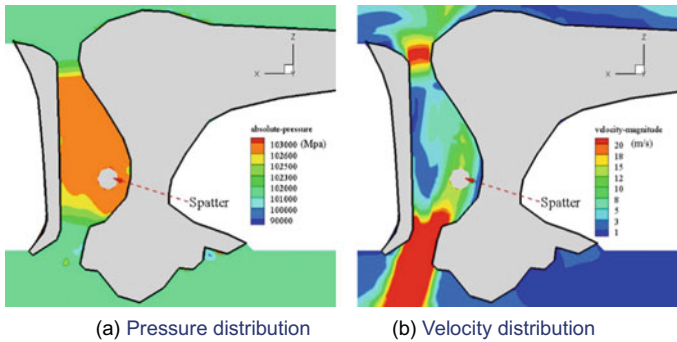 Z
X
Y
absolute-pressure
103000 (Mpa)
102600
102500
102300
102000
101000
100000
90000
Spatter
(a) Pressure distribution
Z
X
Y
velocity-magnitude
20 (m/s)
18
15
12
10
8
5
3
1
Spatter
(b) Velocity distribution